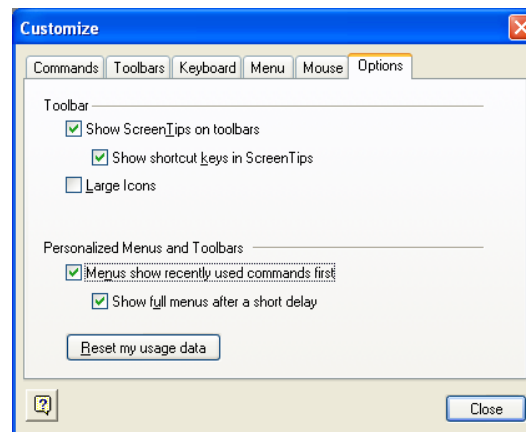 Customize
Commands Toolbars Keyboard Menu Mouse Options
Toolbar
Show ScreenTips on toolbars
Show shortcut keys in ScreenTips
Large Icons
Personalized Menus and Toolbars
Menus show recently used commands first
Show full menus after a short delay
Reset my usage data
Close